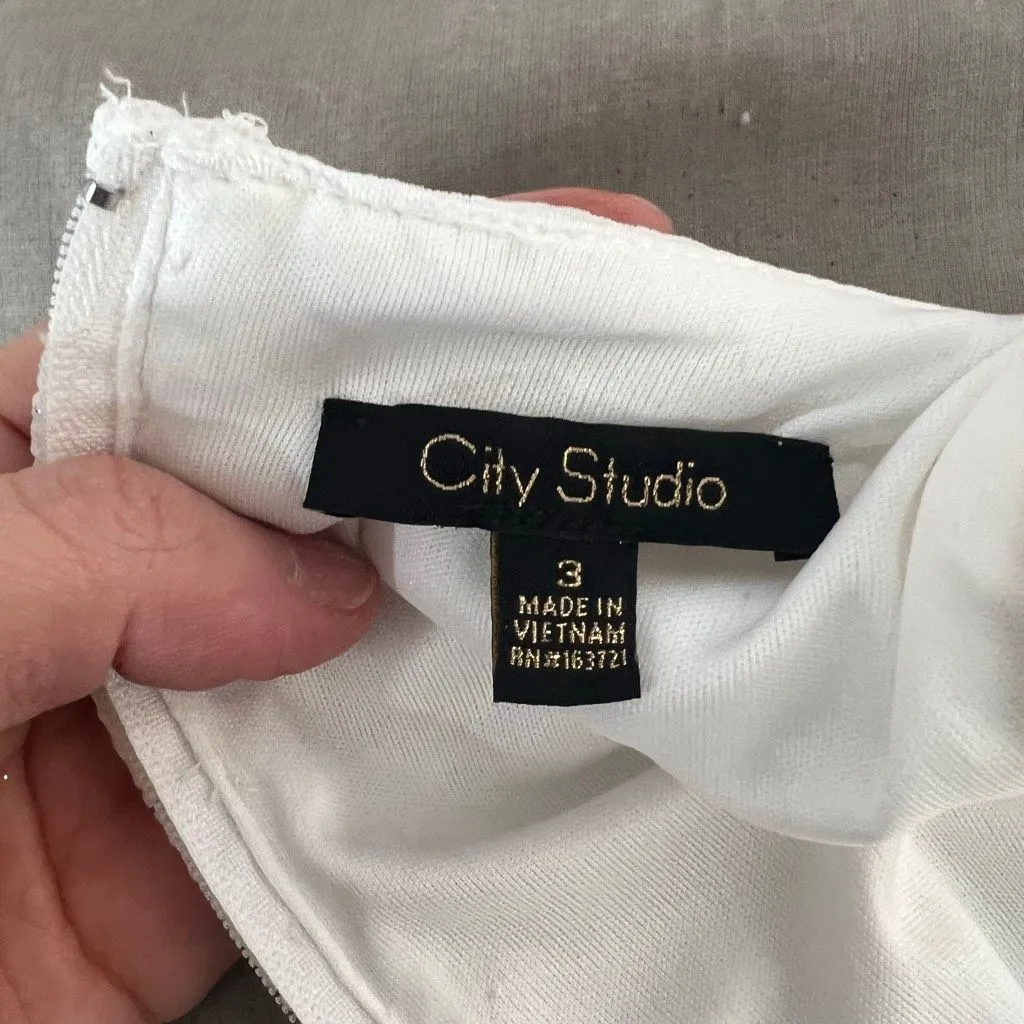 City Studio
3
MADE IN
VIETNAM
RN#163721